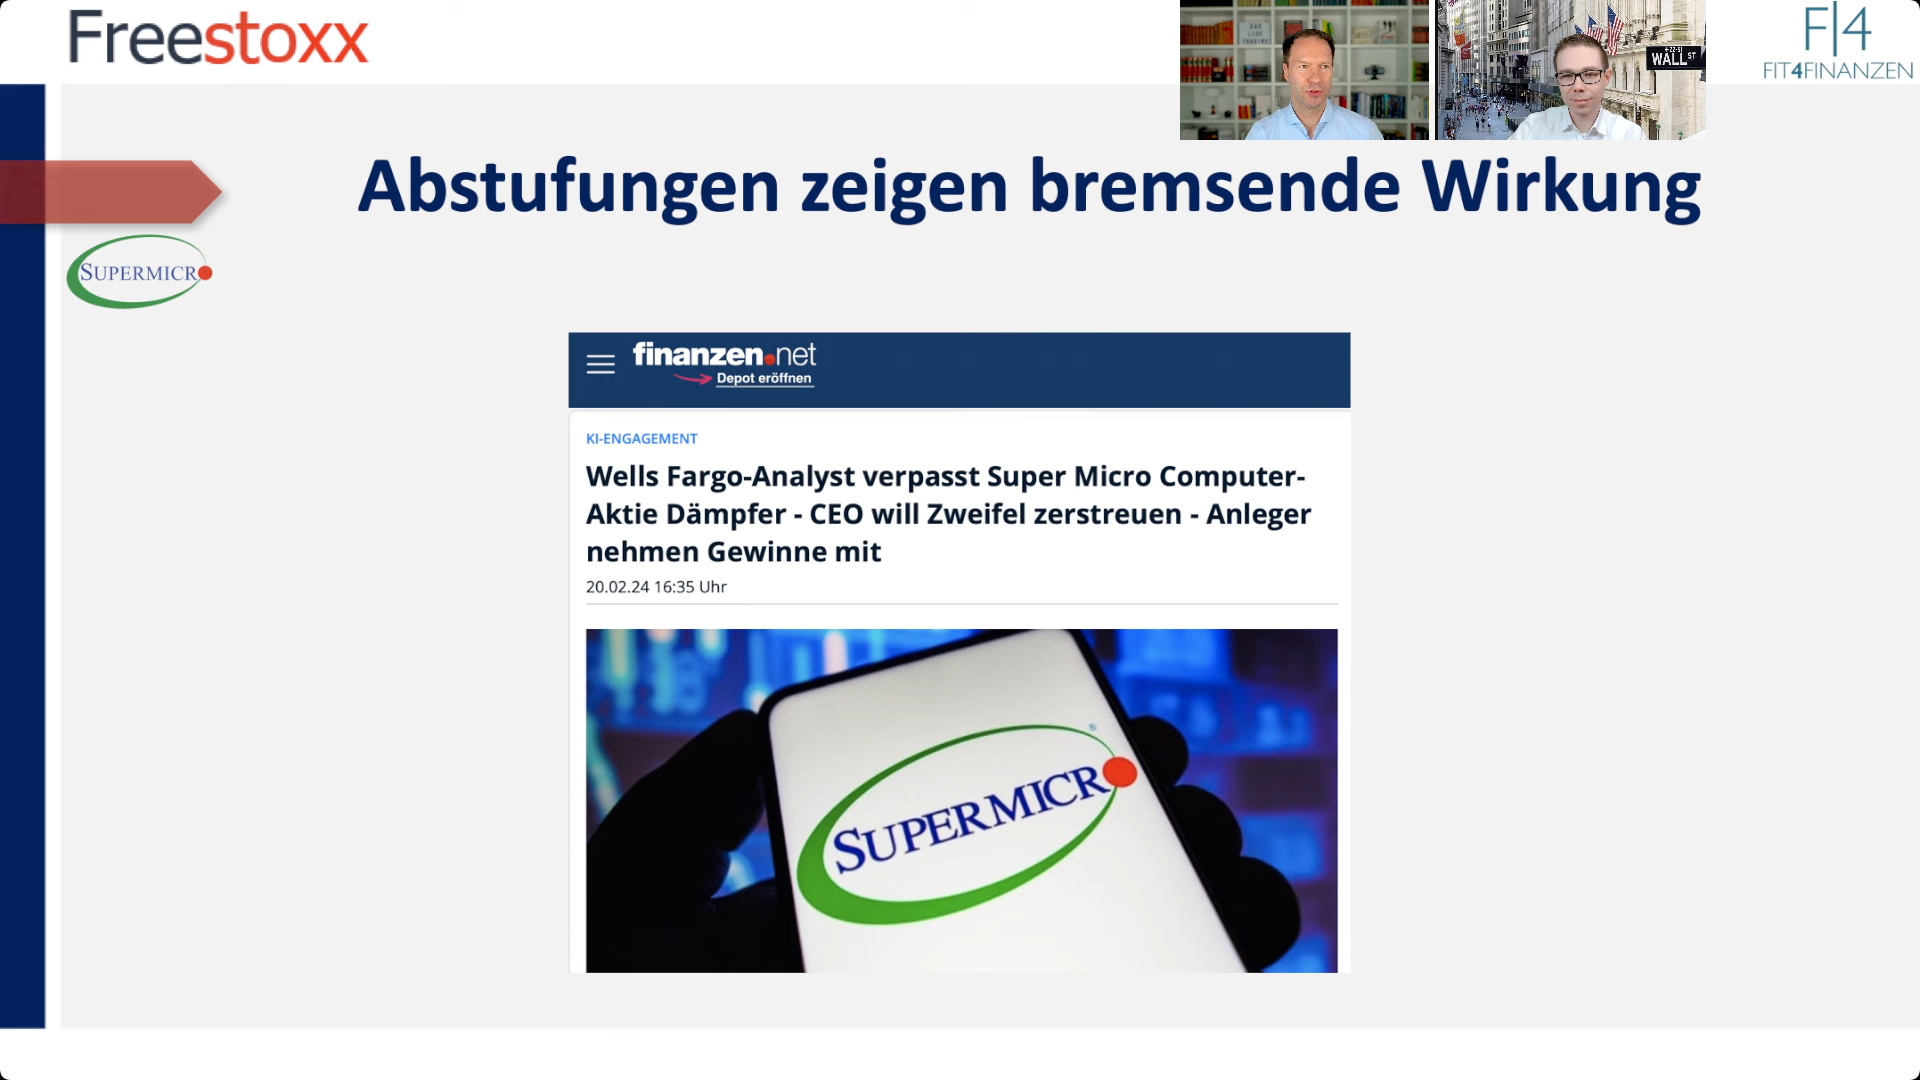 Freestoxx
WALL ST
F|4
FIT4FINANZEN
Abstufungen zeigen bremsende Wirkung
SUPERMICR
finanzen.net
Depot eröffnen
KI-ENGAGEMENT
Wells Fargo-Analyst verpasst Super Micro Computer-
Aktie Dämpfer - CEO will Zweifel zerstreuen - Anleger
nehmen Gewinne mit
20.02.24 16:35 Uhr
SUPERMICR